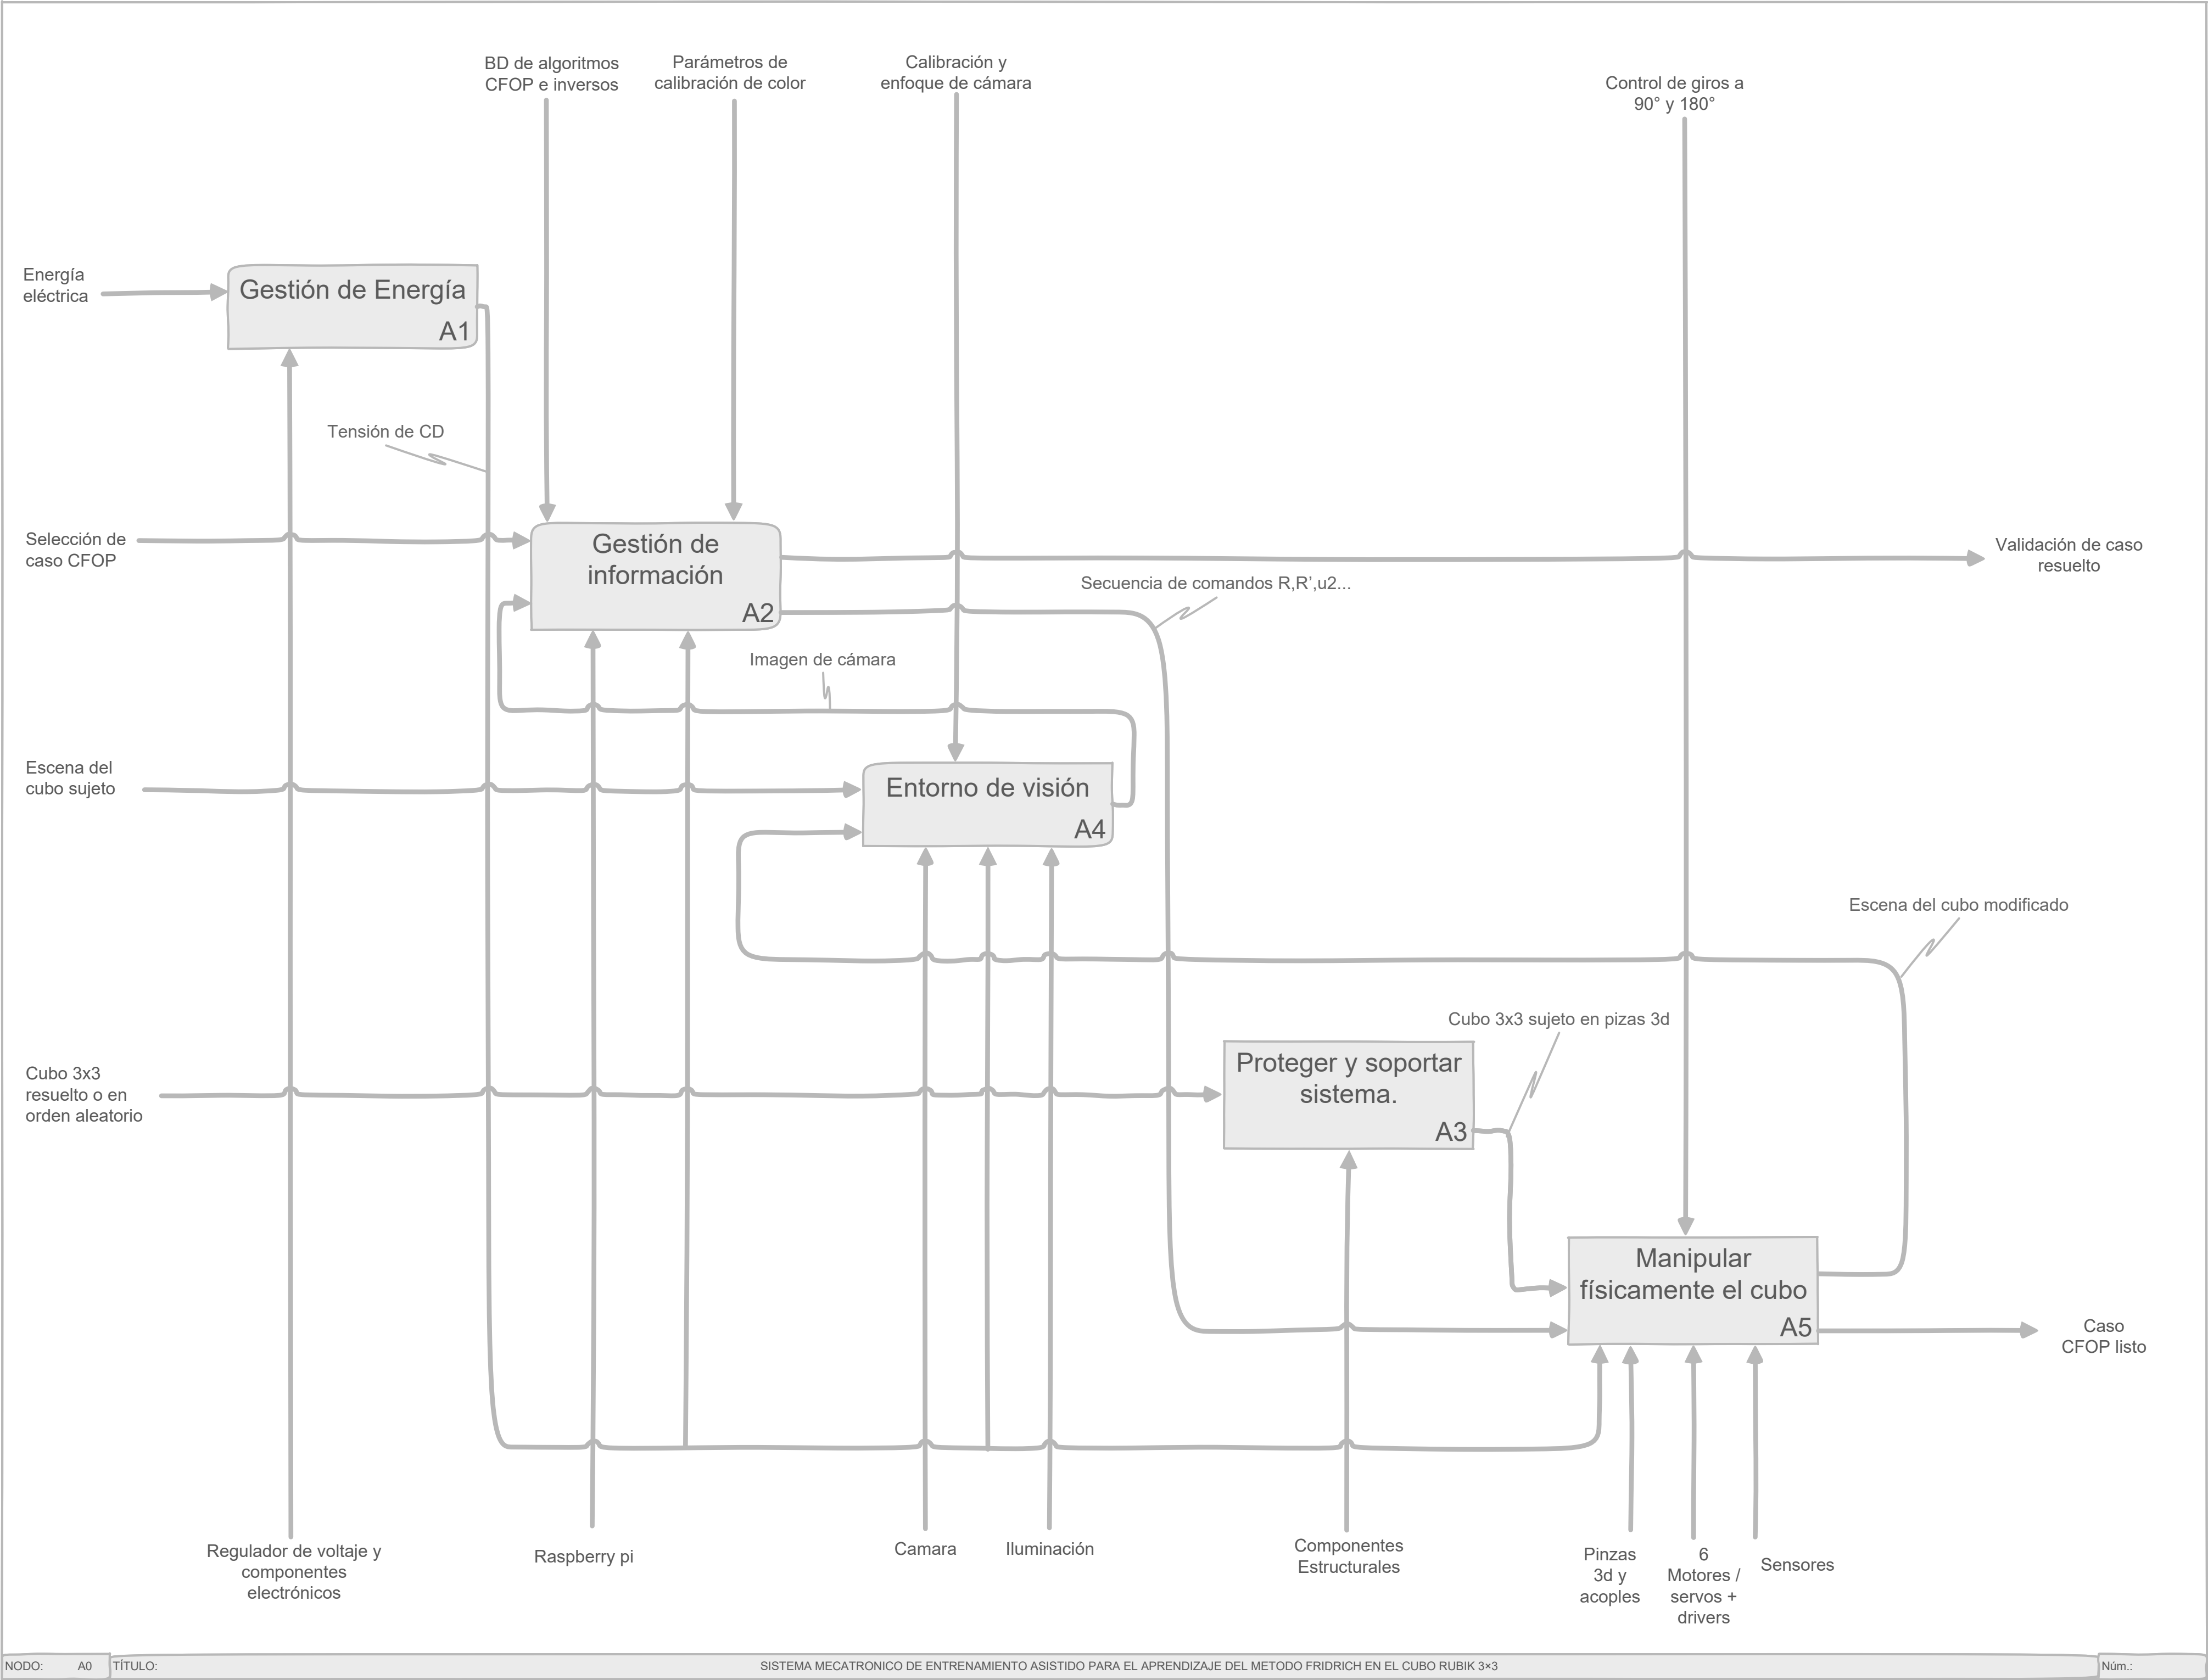 BD de algoritmos
CFOP e inversos
Parámetros de
calibración de color
Calibración y
enfoque de cámara
Control de giros a
90° y 180°
Energía
eléctrica
Gestión de Energía
A1
Tensión de CD
Selección de
caso CFOP
Gestión de
información
A2
Validación de caso
resuelto
Secuencia de comandos R,R’,u2...
Imagen de cámara
Escena del
cubo sujeto
Entorno de visión
A4
Escena del cubo modificado
Cubo 3x3 sujeto en pizas 3d
Cubo 3x3
resuelto o en
orden aleatorio
Proteger y soportar
sistema.
A3
Manipular
físicamente el cubo
A5
Caso
CFOP listo
Regulador de voltaje y
componentes
electrónicos
Raspberry pi
Camara
Iluminación
Componentes
Estructurales
Pinzas
3d y
acoples
6
Motores /
servos +
drivers
Sensores
NODO: A0
TÍTULO: SISTEMA MECATRONICO DE ENTRENAMIENTO ASISTIDO PARA EL APRENDIZAJE DEL METODO FRIDRICH EN EL CUBO RUBIK 3×3
Núm.: